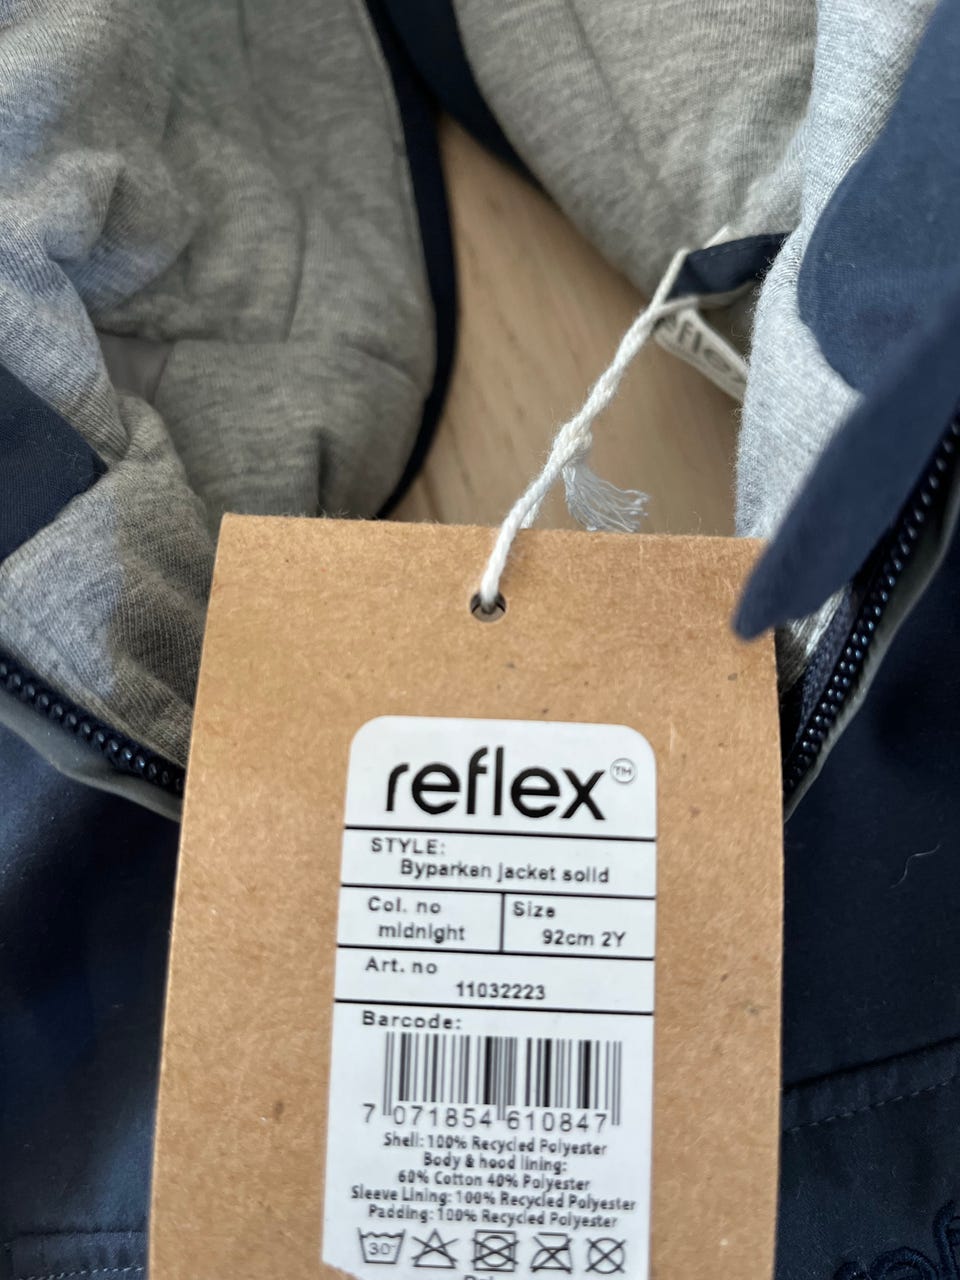 reflex™
STYLE:
Byparken jacket solid
Col. no
midnight
Size
92cm 2Y
Art. no
11032223
Barcode:
7 071854 610847
Shell: 100% Recycled Polyester
Body & hood lining:
60% Cotton 40% Polyester
Sleeve Lining: 100% Recycled Polyester
Padding: 100% Recycled Polyester
30°